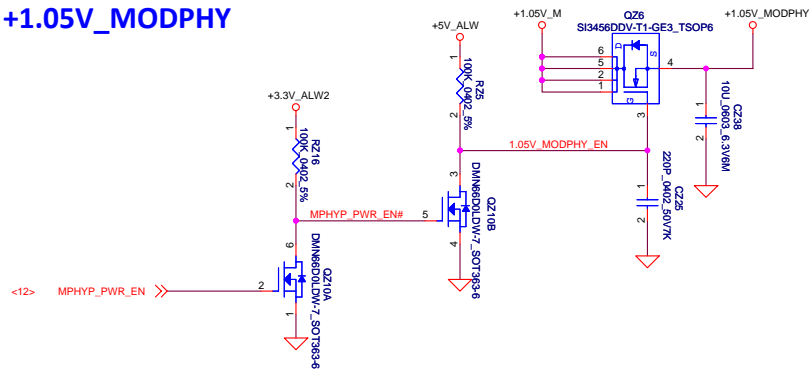 +1.05V_MODPHY
+5V_ALW
+1.05V_M
QZ6
SI3456DDV-T1-GE3_TSOP6
+1.05V_MODPHY
D
S
G
6
5
2
1
4
3
1
RZ5
100K_0402_5%
2
1
CZ38
10U_0603_6.3V6M
2
+3.3V_ALW2
1
RZ16
100K_0402_5%
2
1.05V_MODPHY_EN
1
CZ25
220P_0402_50V7K
2
3
MPHYP_PWR_EN#
5
QZ10B
DMN66D0LDW-7_SOT363-6
4
6
<12>
MPHYP_PWR_EN
2
QZ10A
DMN66D0LDW-7_SOT363-6
1